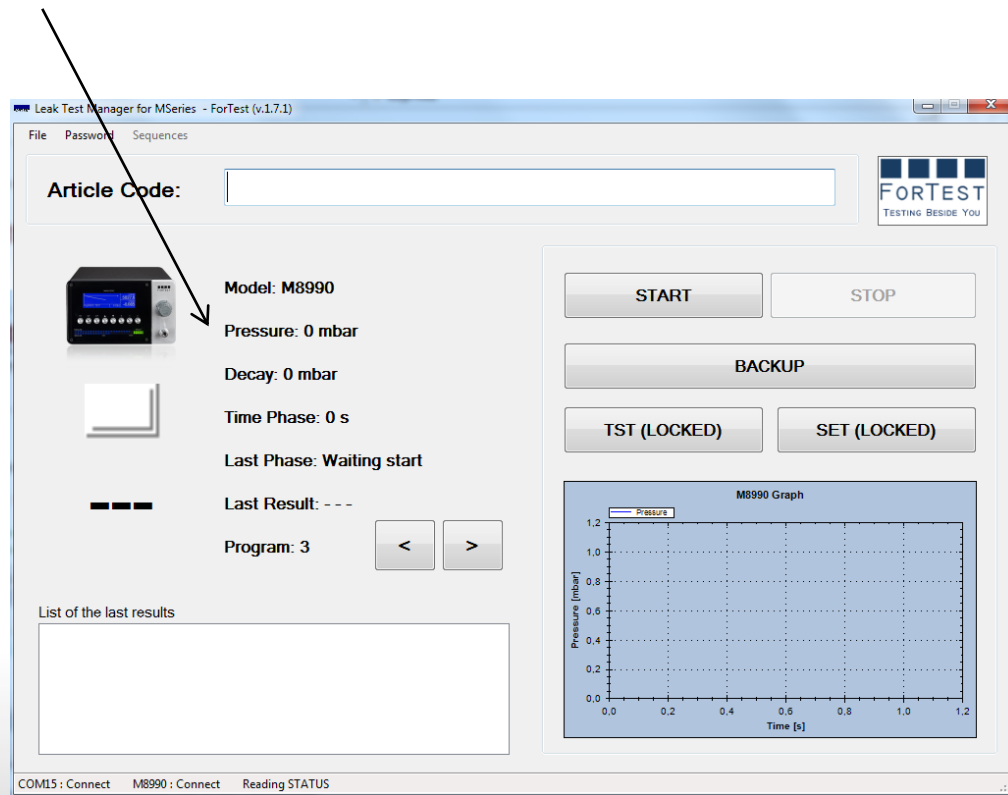 Leak Test Manager for MSeries - ForTest (v.1.7.1)
File Password Sequences
Article Code:
FORTEST
TESTING BESIDE YOU
Model: M8990
Pressure: 0 mbar
Decay: 0 mbar
Time Phase: 0 s
Last Phase: Waiting start
Last Result: - - -
Program: 3
<
>
List of the last results
START
STOP
BACKUP
TST (LOCKED)
SET (LOCKED)
M8990 Graph
Pressure
Pressure [mbar]
1,2
1,0
0,8
0,6
0,4
0,2
0,0
0,0 0,2 0,4 0,6 0,8 1,0 1,2
Time [s]
COM15 : Connect M8990 : Connect Reading STATUS